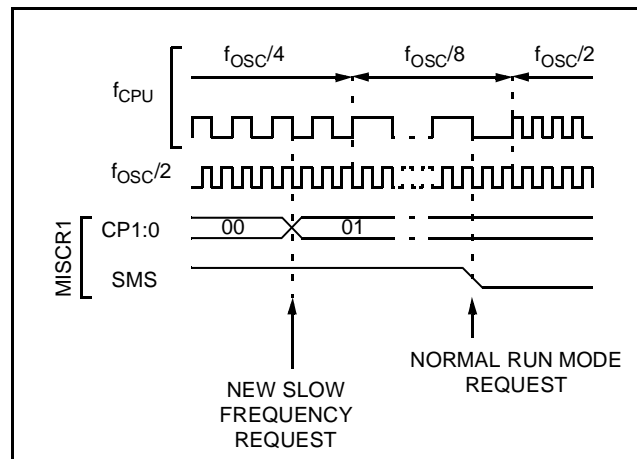 fOSC/4 fOSC/8 fOSC/2
fCPU
fOSC/2
MISCR1
CP1:0 00 01
SMS
NEW SLOW
FREQUENCY
REQUEST
NORMAL RUN MODE
REQUEST